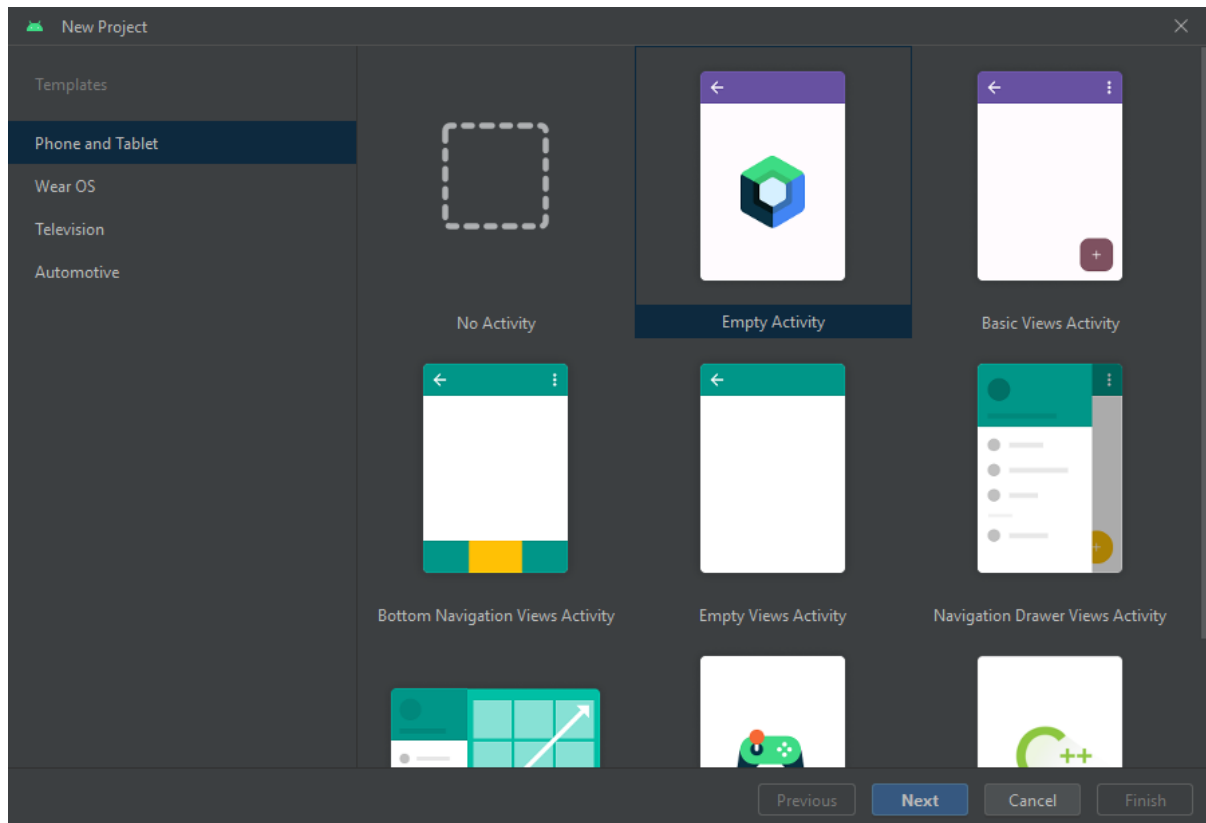 New Project
Templates
Phone and Tablet
Wear OS
Television
Automotive
No Activity
Empty Activity
Basic Views Activity
Bottom Navigation Views Activity
Empty Views Activity
Navigation Drawer Views Activity
++
Previous
Next
Cancel
Finish